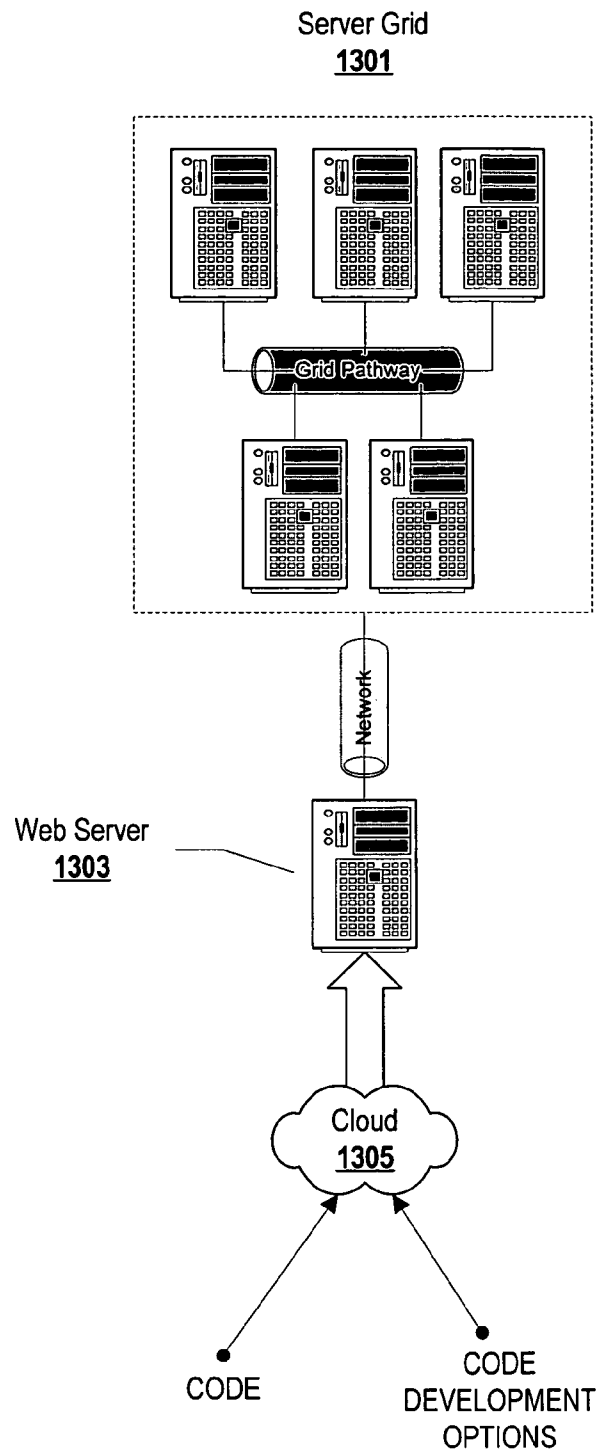 Server Grid
1301
Grid Pathway
Network
Web Server
1303
Cloud
1305
CODE
CODE
DEVELOPMENT
OPTIONS